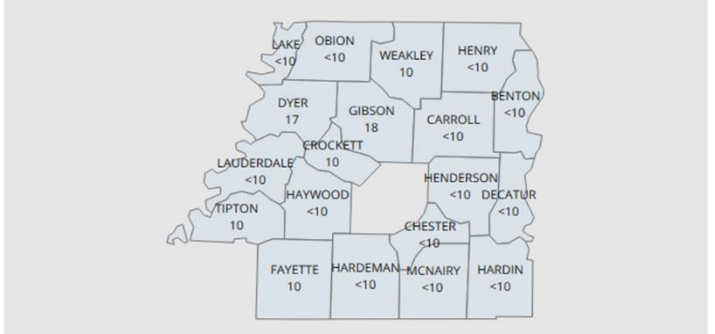 LAKE
<10
OBION
<10
WEAKLEY
10
HENRY
<10
BENTON
<10
DYER
17
GIBSON
18
CARROLL
<10
CROCKETT
10
LAUDERDALE
<10
HAYWOOD
<10
HENDERSON
<10
DECATUR
<10
TIPTON
10
CHESTER
<10
FAYETTE
10
HARDEMAN
<10
MCNAIRY
<10
HARDIN
<10